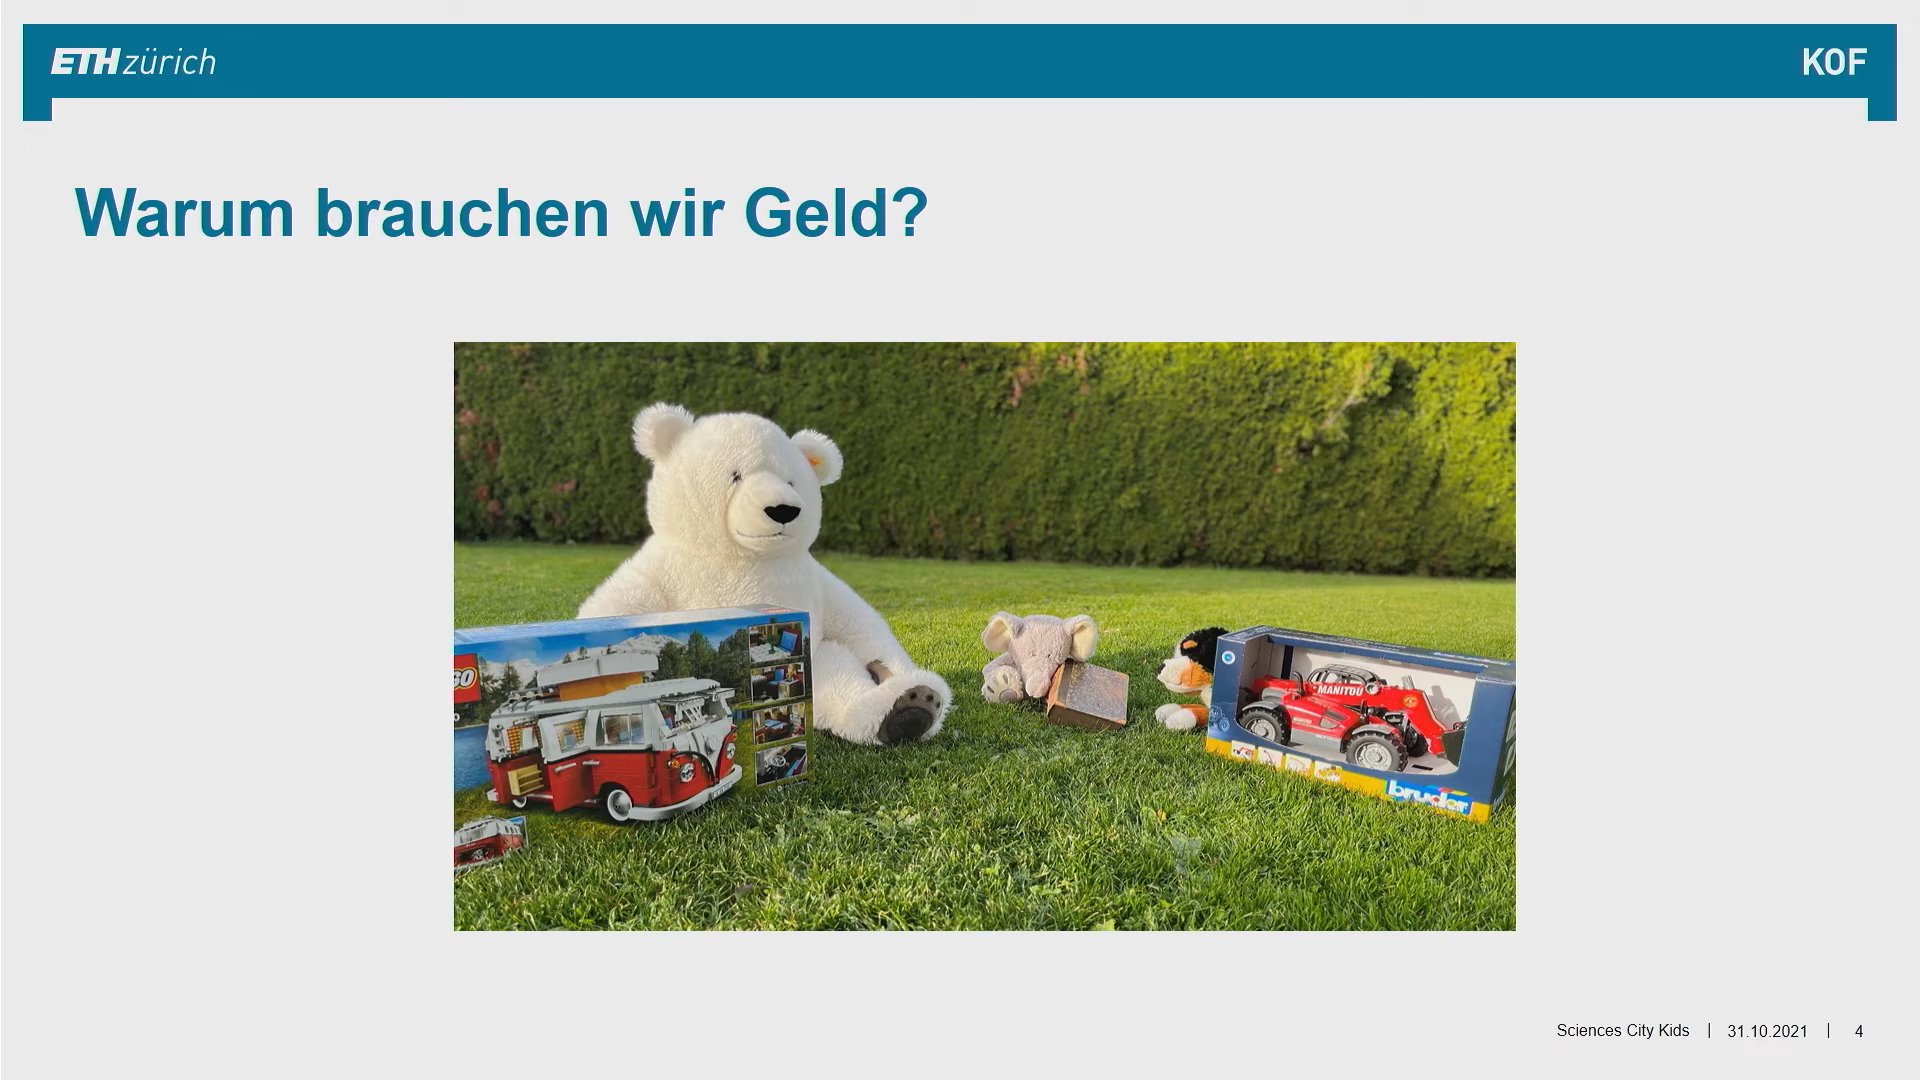 ETH zürich
KOF
Warum brauchen wir Geld?
MANITOU
bruder
Sciences City Kids | 31.10.2021 | 4